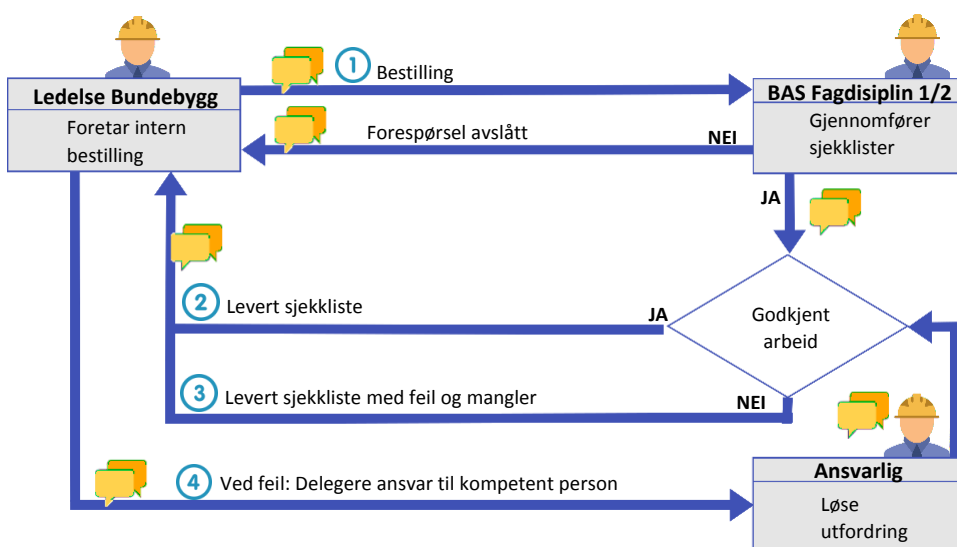 1 Bestilling
Ledelse Bundebygg
Foretar intern
bestilling
BAS Fagdisiplin 1/2
Gjennomfører
sjekklister
Forespørsel avslått
NEI
JA
2 Levert sjekkliste
JA
Godkjent
arbeid
3 Levert sjekkliste med feil og mangler
NEI
4 Ved feil: Delegere ansvar til kompetent person
Ansvarlig
Løse
utfordring